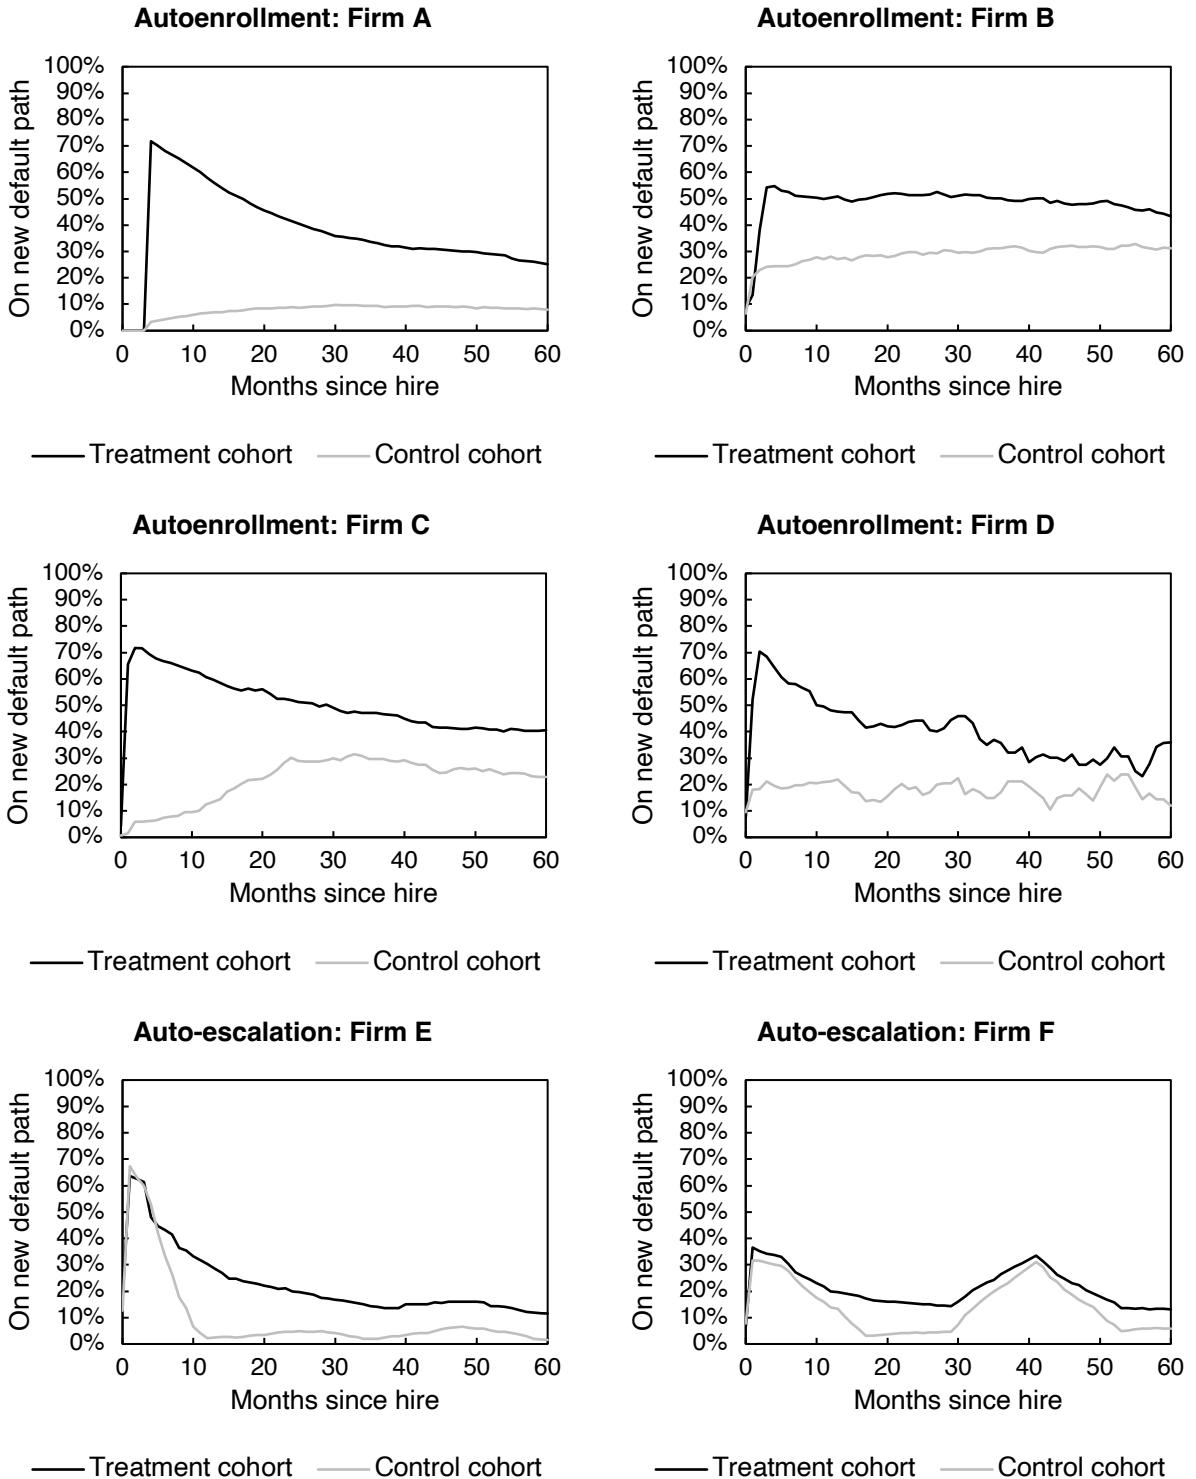 Autoenrollment: Firm A
On new default path
100%
90%
80%
70%
60%
50%
40%
30%
20%
10%
0%
0 10 20 30 40 50 60
Months since hire
Treatment cohort Control cohort
Autoenrollment: Firm B
On new default path
100%
90%
80%
70%
60%
50%
40%
30%
20%
10%
0%
0 10 20 30 40 50 60
Months since hire
Treatment cohort Control cohort
Autoenrollment: Firm C
On new default path
100%
90%
80%
70%
60%
50%
40%
30%
20%
10%
0%
0 10 20 30 40 50 60
Months since hire
Treatment cohort Control cohort
Autoenrollment: Firm D
On new default path
100%
90%
80%
70%
60%
50%
40%
30%
20%
10%
0%
0 10 20 30 40 50 60
Months since hire
Treatment cohort Control cohort
Auto-escalation: Firm E
On new default path
100%
90%
80%
70%
60%
50%
40%
30%
20%
10%
0%
0 10 20 30 40 50 60
Months since hire
Treatment cohort Control cohort
Auto-escalation: Firm F
On new default path
100%
90%
80%
70%
60%
50%
40%
30%
20%
10%
0%
0 10 20 30 40 50 60
Months since hire
Treatment cohort Control cohort